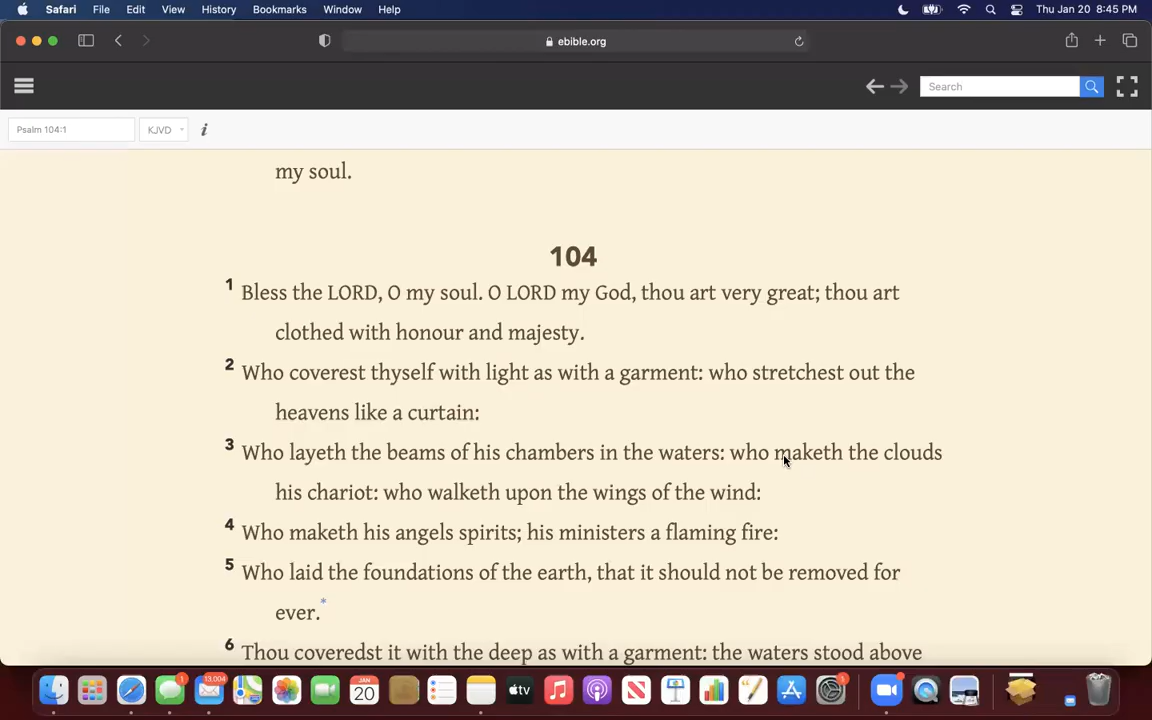 Safari File Edit View History Bookmarks Window Help Thu Jan 20 8:45 PM
ebible.org
Search
Psalm 104:1 KJVD i
my soul.
104
1 Bless the LORD, O my soul. O LORD my God, thou art very great; thou art
clothed with honour and majesty.
2 Who coverest thyself with light as with a garment: who stretchest out the
heavens like a curtain:
3 Who layeth the beams of his chambers in the waters: who maketh the clouds
his chariot: who walketh upon the wings of the wind:
4 Who maketh his angels spirits; his ministers a flaming fire:
5 Who laid the foundations of the earth, that it should not be removed for
ever.*
6 Thou coveredst it with the deep as with a garment: the waters stood above
1 13,004 JAN 20 tv 1